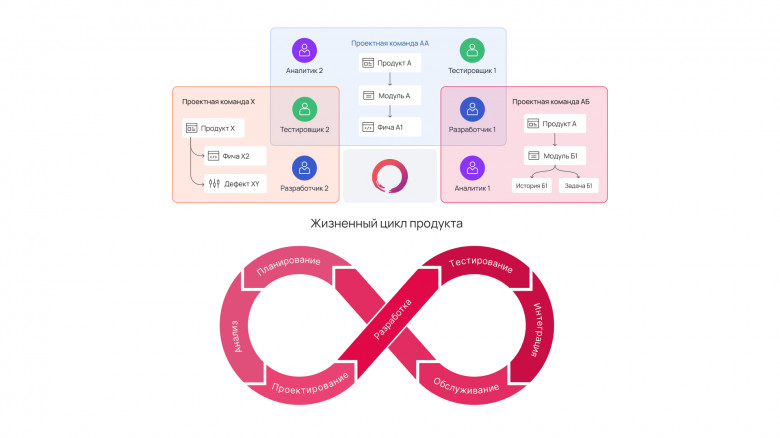 Проектная команда АА
Аналитик 2
Продукт А
Тестировщик 1
Модуль А
Фича А1
Проектная команда Х
Продукт Х
Фича Х2
Дефект XY
Тестировщик 2
Разработчик 2
Разработчик 1
Аналитик 1
Проектная команда АБ
Продукт А
Модуль Б1
История Б1
Задача Б1
Жизненный цикл продукта
Планирование
Анализ
Проектирование
Разработка
Тестирование
Интеграция
Обслуживание